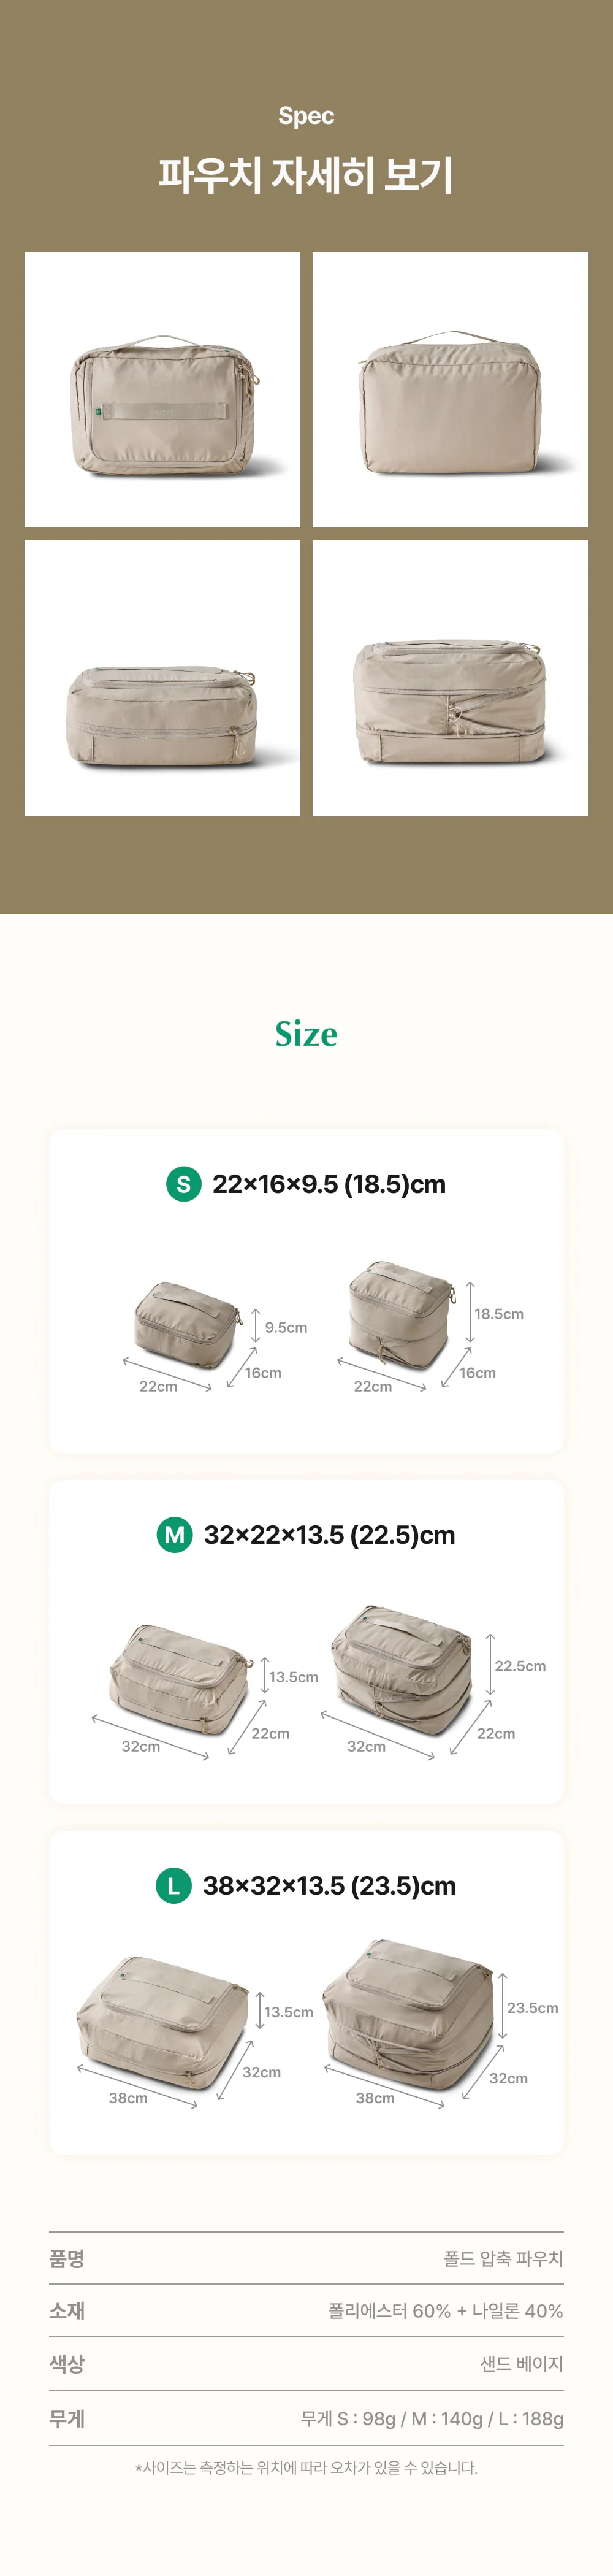 Spec
파우치 자세히 보기
Size
S 22×16×9.5 (18.5)cm
9.5cm
16cm
22cm
18.5cm
16cm
22cm
M 32×22×13.5 (22.5)cm
13.5cm
22cm
32cm
22.5cm
22cm
32cm
L 38×32×13.5 (23.5)cm
13.5cm
32cm
38cm
23.5cm
32cm
38cm
품명 폴드 압축 파우치
소재 폴리에스터 60% + 나일론 40%
색상 샌드 베이지
무게 무게 S : 98g / M : 140g / L : 188g
*사이즈는 측정하는 위치에 따라 오차가 있을 수 있습니다.